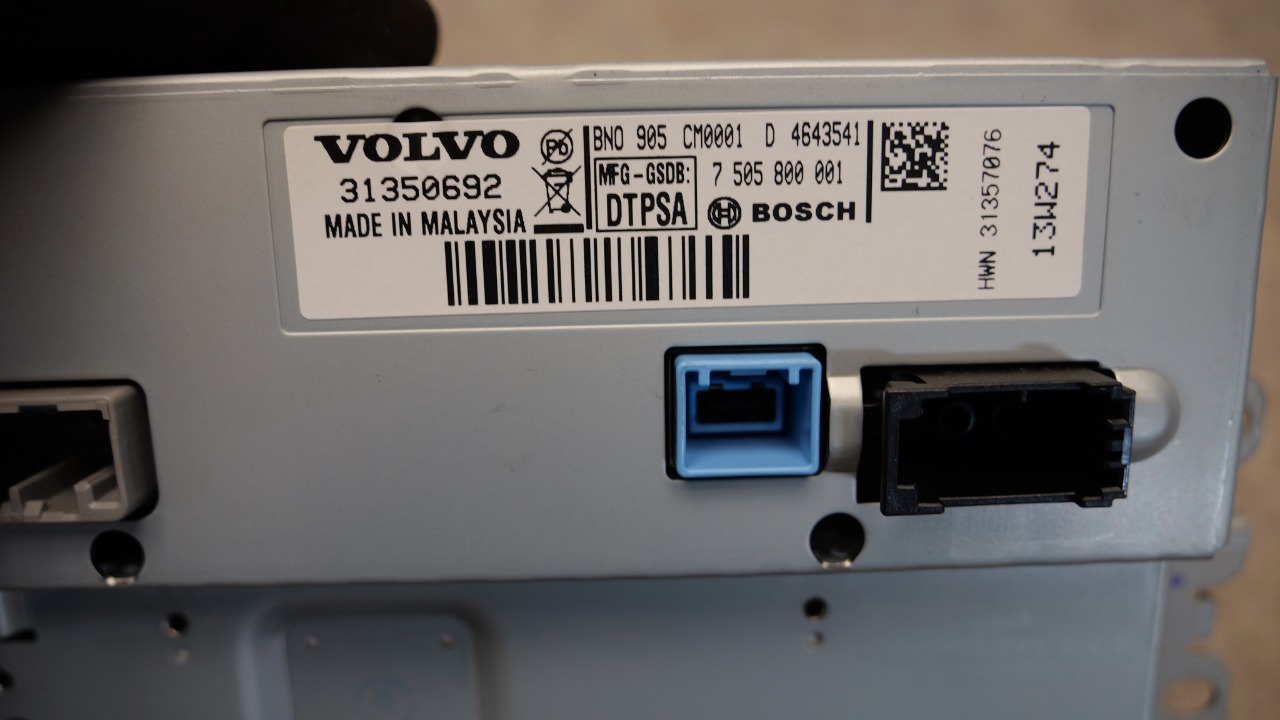 VOLVO
31350692
MADE IN MALAYSIA
Pb
BNO 905 CM0001 D 4643541
MFG-GSDB:
DTPSA
7 505 800 001
BOSCH
HWN 31357076
13W274